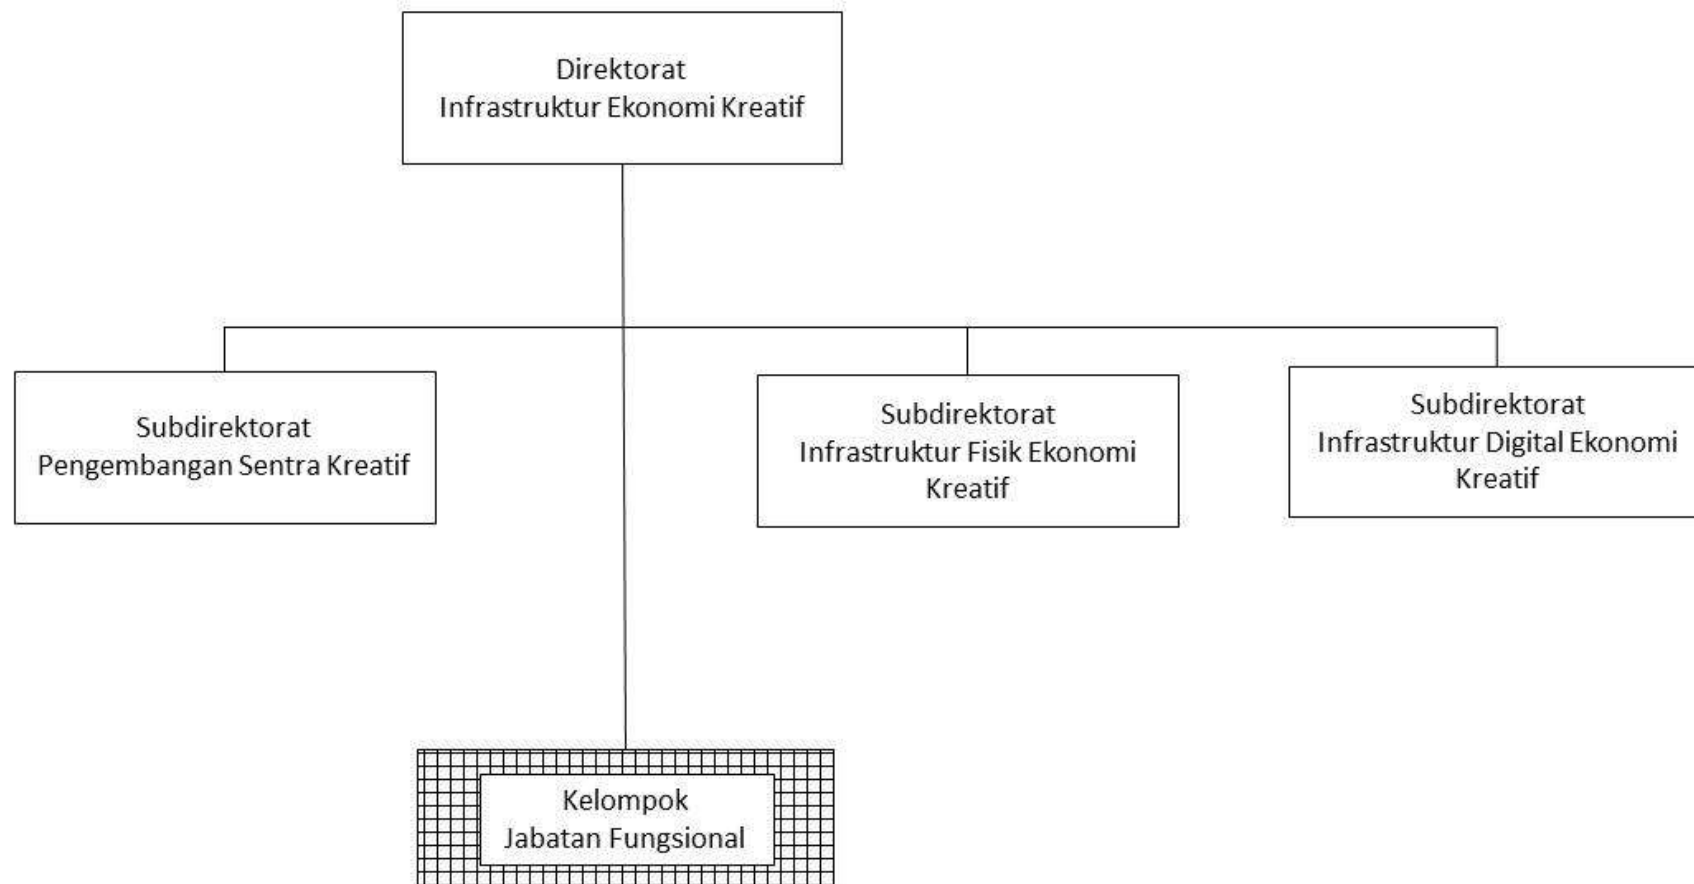 Direktorat
Infrastruktur Ekonomi Kreatif
Subdirektorat
Pengembangan Sentra Kreatif
Subdirektorat
Infrastruktur Fisik Ekonomi
Kreatif
Subdirektorat
Infrastruktur Digital Ekonomi
Kreatif
Kelompok
Jabatan Fungsional